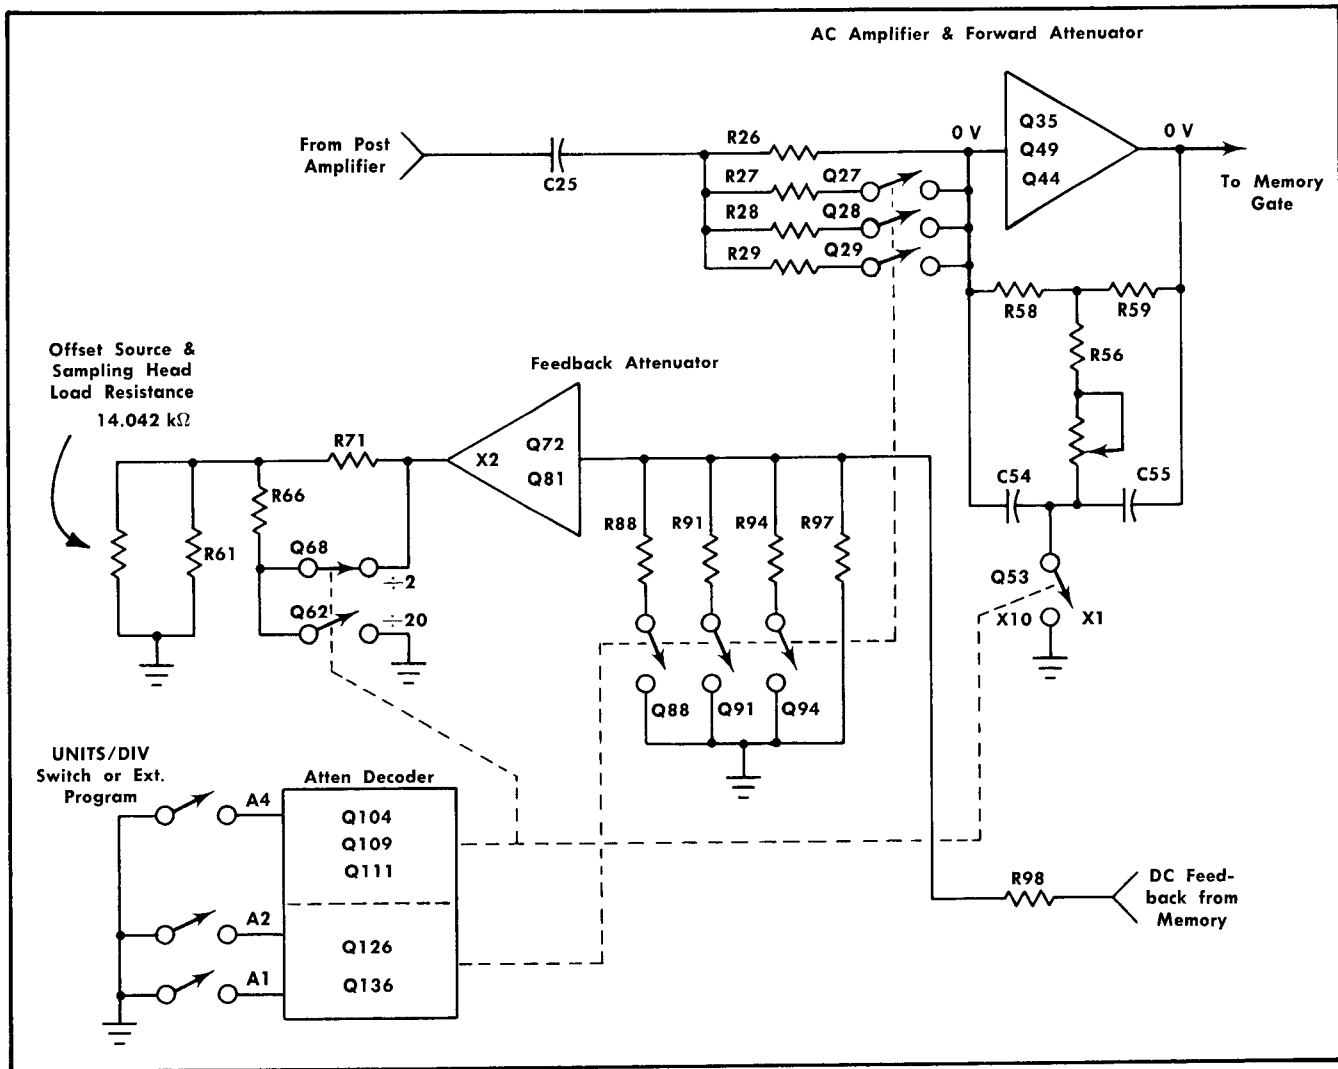 AC Amplifier & Forward Attenuator
From Post
Amplifier
C25
R26
R27
R28
R29
Q27
Q28
Q29
0 V
Q35
Q49
Q44
0 V
To Memory
Gate
R58
R59
R56
C54
C55
Q53
X10
X1
Offset Source &
Sampling Head
Load Resistance
14.042 kΩ
Feedback Attenuator
R71
X2
Q72
Q81
R66
R61
Q68
÷2
Q62
÷20
R88
R91
R94
R97
Q88
Q91
Q94
UNITS/DIV
Switch or Ext.
Program
Atten Decoder
A4
Q104
Q109
Q111
A2
Q126
A1
Q136
R98
DC Feed-
back from
Memory